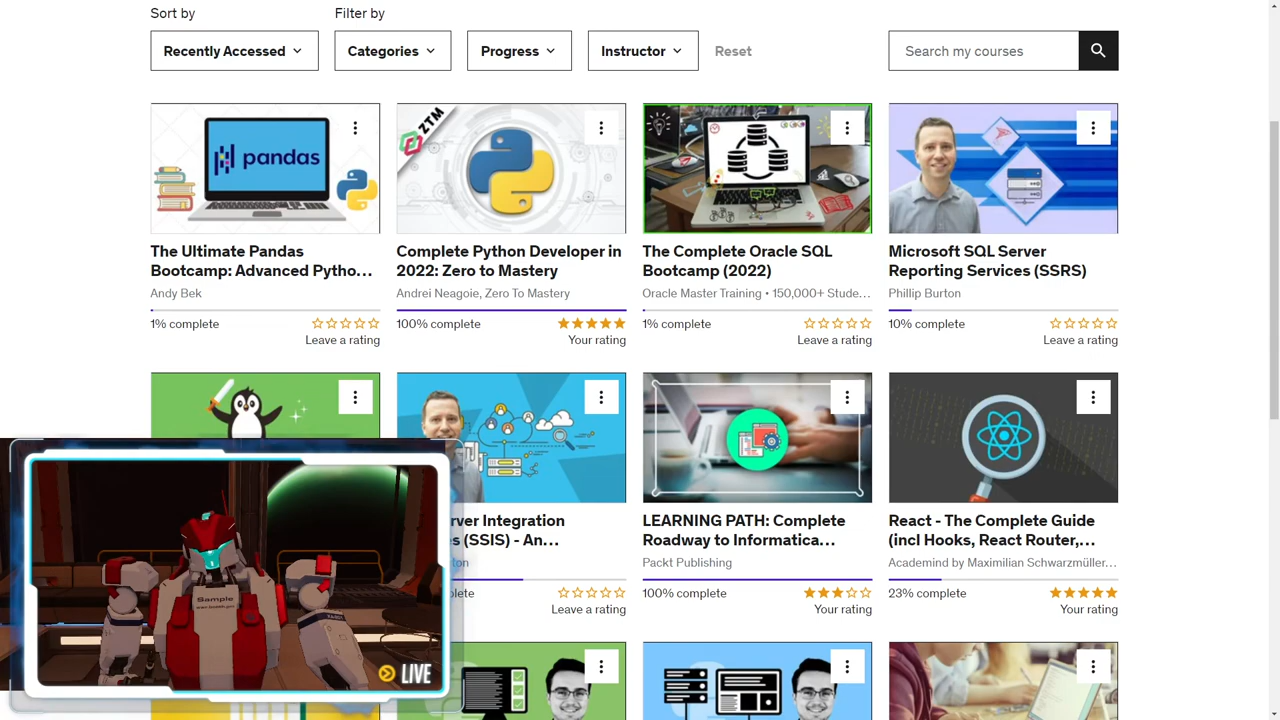 Sort by
Filter by
Recently Accessed
Categories
Progress
Instructor
Reset
Search my courses
pandas
ZTM
The Ultimate Pandas
Bootcamp: Advanced Pytho...
Andy Bek
1% complete
Leave a rating
Complete Python Developer in
2022: Zero to Mastery
Andrei Neagoie, Zero To Mastery
100% complete
Your rating
The Complete Oracle SQL
Bootcamp (2022)
Oracle Master Training • 150,000+ Stude...
1% complete
Leave a rating
Microsoft SQL Server
Reporting Services (SSRS)
Phillip Burton
10% complete
Leave a rating
Integration
(SSIS) - An...
Leave a rating
LEARNING PATH: Complete
Roadway to Informatica...
Packt Publishing
100% complete
Your rating
React - The Complete Guide
(incl Hooks, React Router,...
Academind by Maximilian Schwarzmüller...
23% complete
Your rating
Sample
LIVE